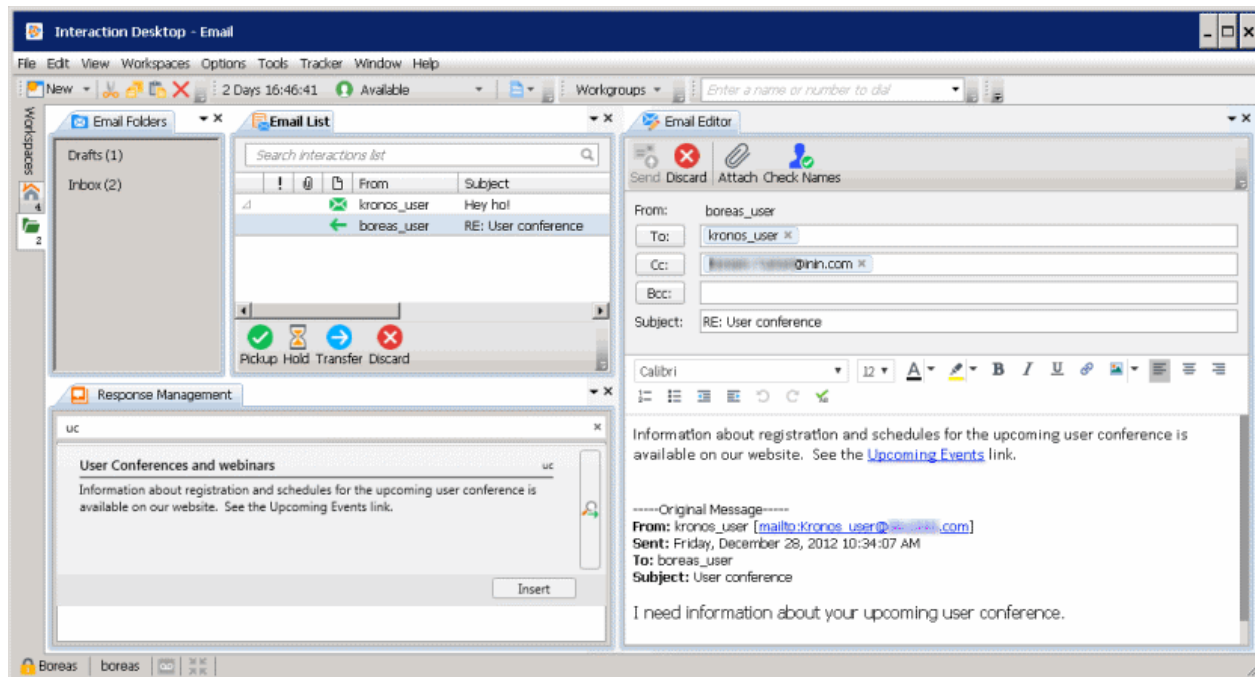 Interaction Desktop - Email
File Edit View Workspaces Options Tools Tracker Window Help
New 2 Days 16:46:41 Available Workgroups Enter a name or number to dial
Workspaces
4
2
Email Folders
Drafts (1)
Inbox (2)
Email List
Search interactions list
! From Subject
kronos_user Hey ho!
boreas_user RE: User conference
Pickup Hold Transfer Discard
Response Management
uc
User Conferences and webinars uc
Information about registration and schedules for the upcoming user conference is
available on our website. See the Upcoming Events link.
Insert
Email Editor
Send Discard Attach Check Names
From: boreas_user
To: kronos_user
Cc: @inin.com
Bcc:
Subject: RE: User conference
Calibri 12 A B I U
Information about registration and schedules for the upcoming user conference is
available on our website. See the Upcoming Events link.
-----Original Message-----
From: kronos_user [mailto:Kronos_user@ .com]
Sent: Friday, December 28, 2012 10:34:07 AM
To: boreas_user
Subject: User conference
I need information about your upcoming user conference.
Boreas boreas